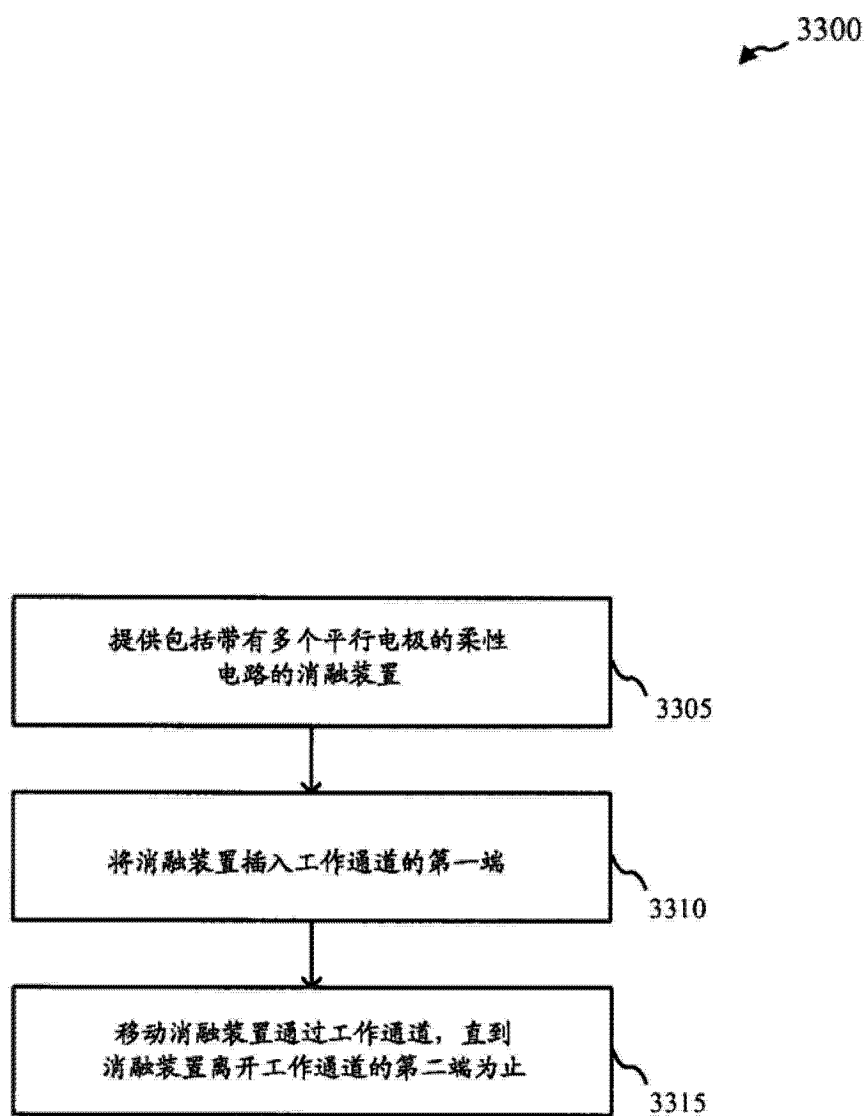 3300
提供包括带有多个平行电极的柔性
电路的消融装置
3305
将消融装置插入工作通道的第一端
3310
移动消融装置通过工作通道，直到
消融装置离开工作通道的第二端为止
3315